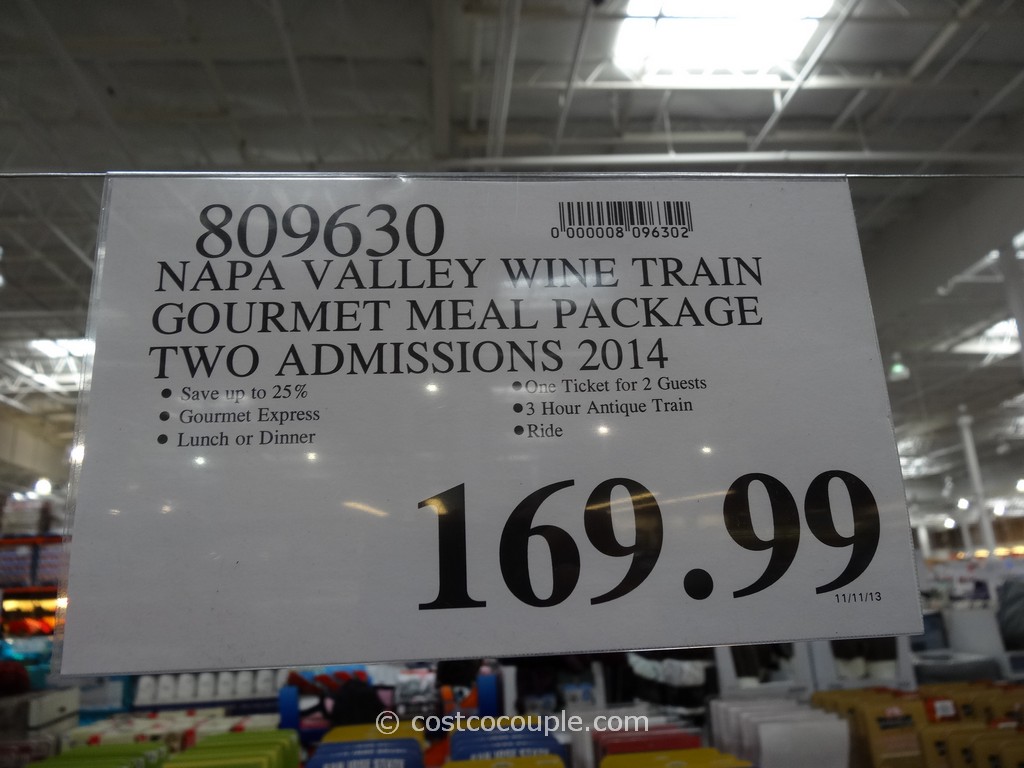 809630
0 000008 096302
NAPA VALLEY WINE TRAIN
GOURMET MEAL PACKAGE
TWO ADMISSIONS 2014
• Save up to 25%
• Gourmet Express
• Lunch or Dinner
• One Ticket for 2 Guests
• 3 Hour Antique Train
• Ride
169.99
11/11/13
© costcocouple.com